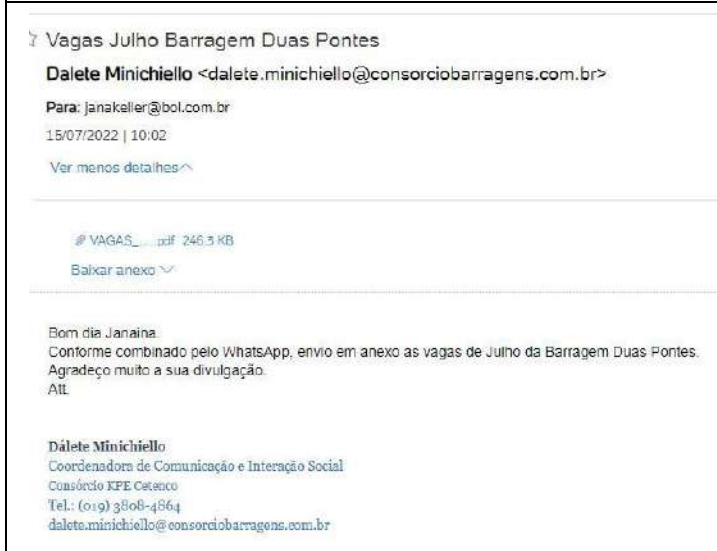 Vagas Julho Barragem Duas Pontes
Dalete Minichiello <dalete.minichiello@consorciobarragens.com.br>
Para: janakeller@bol.com.br
15/07/2022 | 10:02
Ver menos detalhes
VAGAS_.....pdf 246.3 KB
Baixar anexo
Bom dia Janaina.
Conforme combinado pelo WhatsApp, envio em anexo as vagas de Julho da Barragem Duas Pontes.
Agradeço muito a sua divulgação.
Att.
Dálete Minichiello
Coordenadora de Comunicação e Interação Social
Consórcio KPE Cetenco
Tel.: (019) 3808-4864
dalete.minichiello@consorciobarragens.com.br